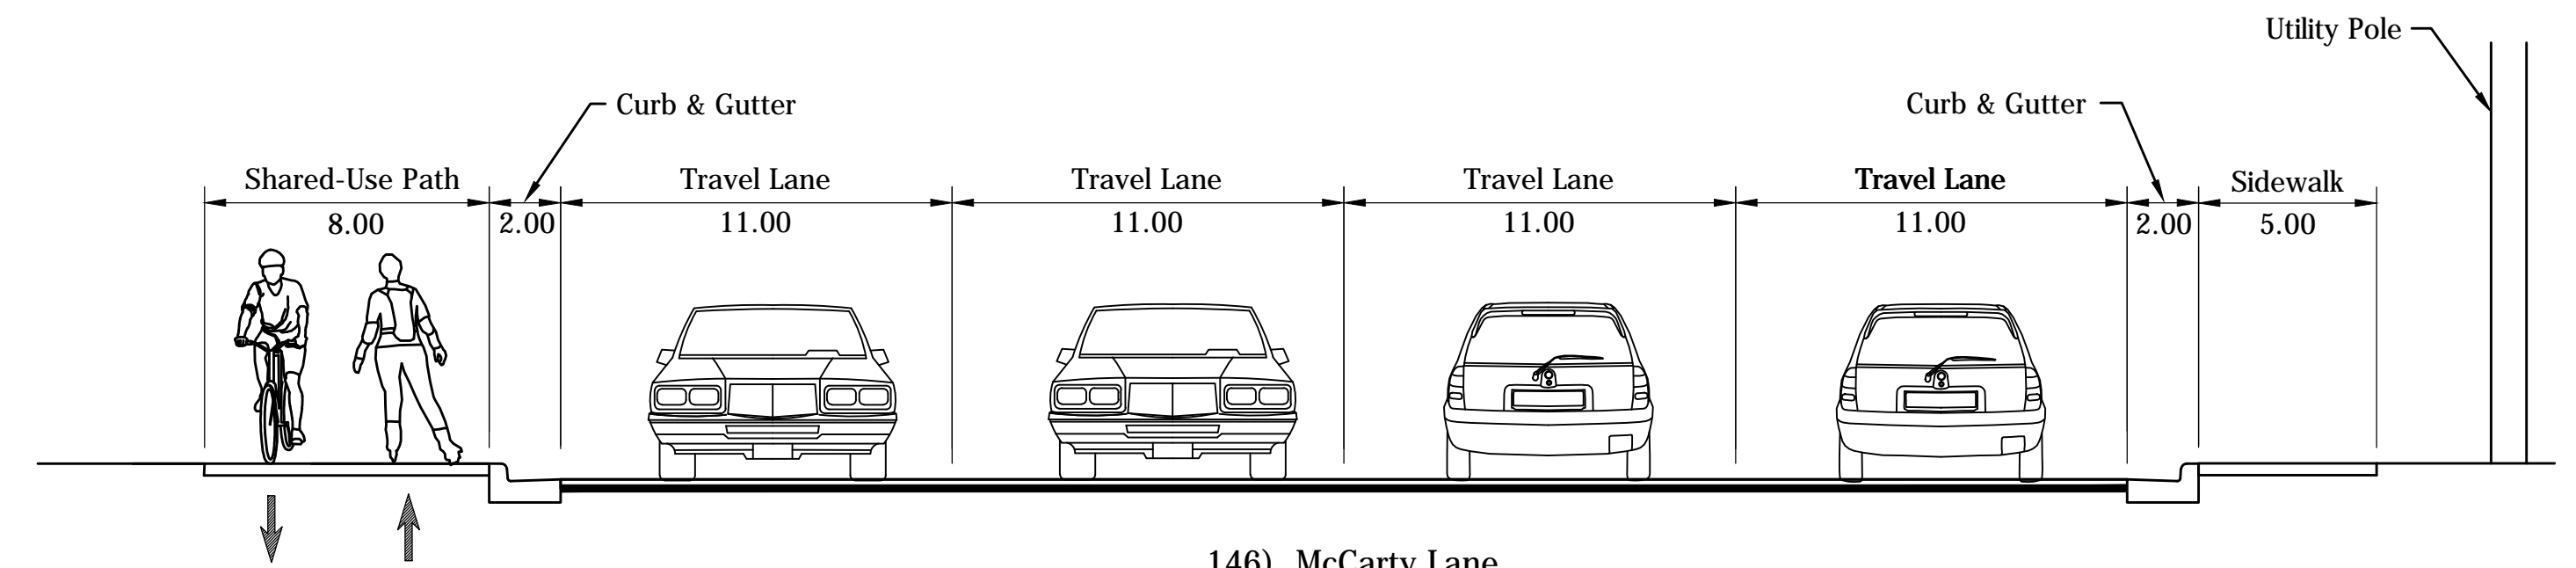 Utility Pole
Curb & Gutter
Curb & Gutter
Shared-Use Path
Travel Lane
Travel Lane
Travel Lane
Travel Lane
Sidewalk
8.00
2.00
11.00
11.00
11.00
11.00
2.00
5.00
146) McCarty Lane